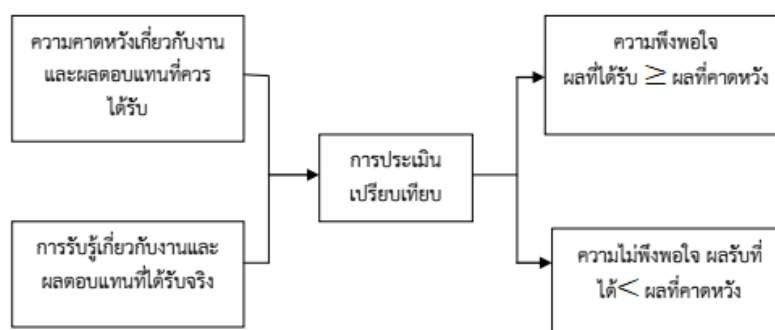 ความคาดหวังเกี่ยวกับงาน
และผลตอบแทนที่ควร
ได้รับ
การรับรู้เกี่ยวกับงานและ
ผลตอบแทนที่ได้รับจริง
การประเมิน
เปรียบเทียบ
ความพึงพอใจ
ผลที่ได้รับ ≥ ผลที่คาดหวัง
ความไม่พึงพอใจ ผลรับที่
ได้< ผลที่คาดหวัง